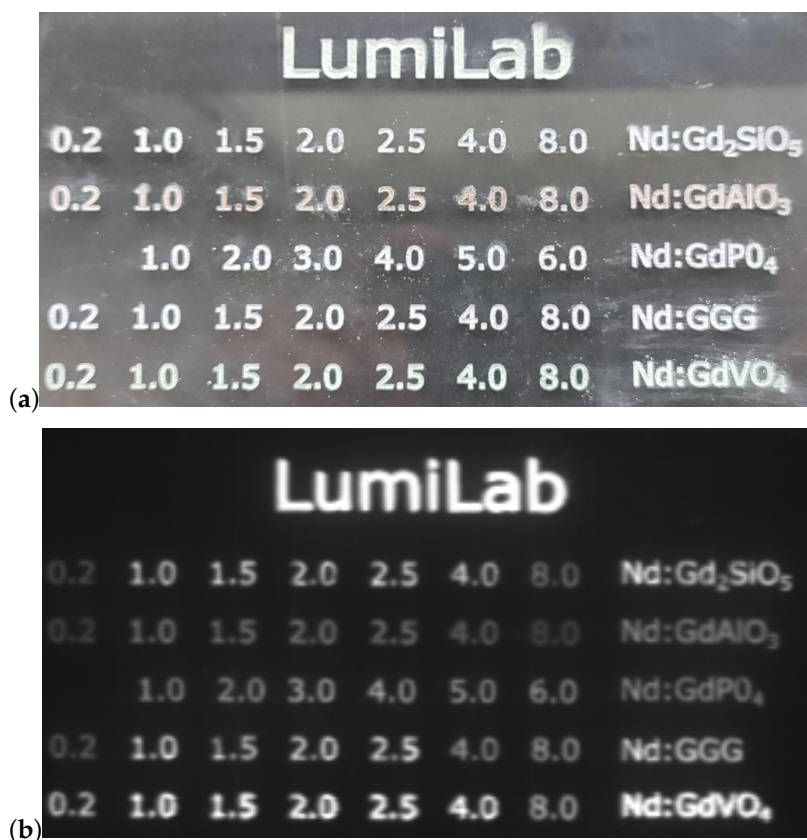 LumiLab
0.2 1.0 1.5 2.0 2.5 4.0 8.0 Nd:Gd₂SiO₅
0.2 1.0 1.5 2.0 2.5 4.0 8.0 Nd:GdAlO₃
1.0 2.0 3.0 4.0 5.0 6.0 Nd:GdP0₄
0.2 1.0 1.5 2.0 2.5 4.0 8.0 Nd:GGG
0.2 1.0 1.5 2.0 2.5 4.0 8.0 Nd:GdVO₄
(a)
LumiLab
0.2 1.0 1.5 2.0 2.5 4.0 8.0 Nd:Gd₂SiO₅
0.2 1.0 1.5 2.0 2.5 4.0 8.0 Nd:GdAlO₃
1.0 2.0 3.0 4.0 5.0 6.0 Nd:GdP0₄
0.2 1.0 1.5 2.0 2.5 4.0 8.0 Nd:GGG
0.2 1.0 1.5 2.0 2.5 4.0 8.0 Nd:GdVO₄
(b)